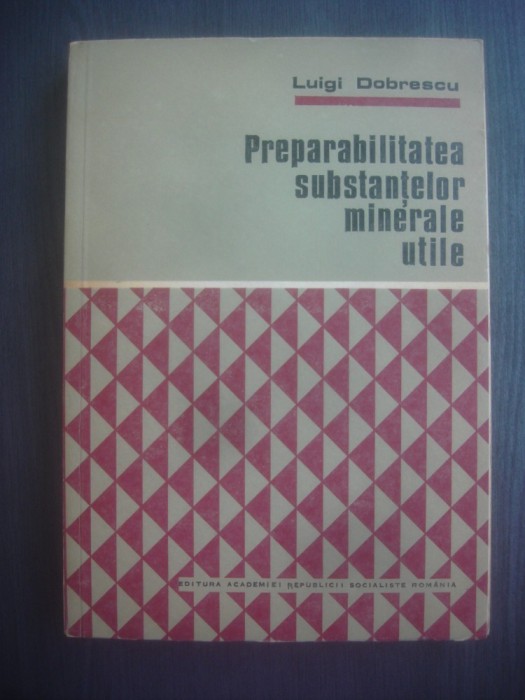 Luigi Dobrescu
Preparabilitatea
substanțelor
minerale
utile
EDITURA ACADEMIEI REPUBLICII SOCIALISTE ROMÂNIA